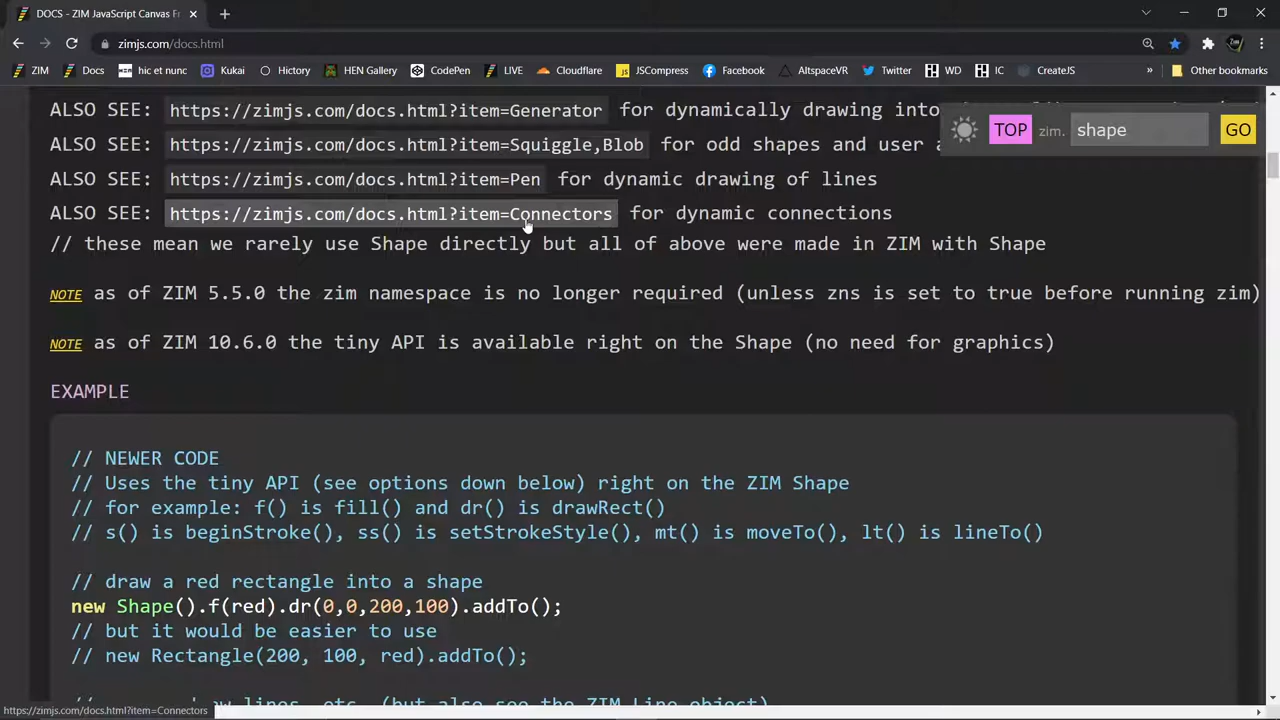 DOCS - ZIM JavaScript Canvas Fr
zimjs.com/docs.html
ZIM Docs hic et nunc Kukai Hictory HEN Gallery CodePen LIVE Cloudflare JSCompress Facebook AltspaceVR Twitter WD IC CreateJS » Other bookmarks
ALSO SEE: https://zimjs.com/docs.html?item=Generator for dynamically drawing into
ALSO SEE: https://zimjs.com/docs.html?item=Squiggle,Blob for odd shapes and user
ALSO SEE: https://zimjs.com/docs.html?item=Pen for dynamic drawing of lines
ALSO SEE: https://zimjs.com/docs.html?item=Connectors for dynamic connections
TOP zim. shape GO
// these mean we rarely use Shape directly but all of above were made in ZIM with Shape
NOTE as of ZIM 5.5.0 the zim namespace is no longer required (unless zns is set to true before running zim)
NOTE as of ZIM 10.6.0 the tiny API is available right on the Shape (no need for graphics)
EXAMPLE
// NEWER CODE
// Uses the tiny API (see options down below) right on the ZIM Shape
// for example: f() is fill() and dr() is drawRect()
// s() is beginStroke(), ss() is setStrokeStyle(), mt() is moveTo(), lt() is lineTo()
// draw a red rectangle into a shape
new Shape().f(red).dr(0,0,200,100).addTo();
// but it would be easier to use
// new Rectangle(200, 100, red).addTo();
lines, etc. (but also see the ZIM Line object)
https://zimjs.com/docs.html?item=Connectors